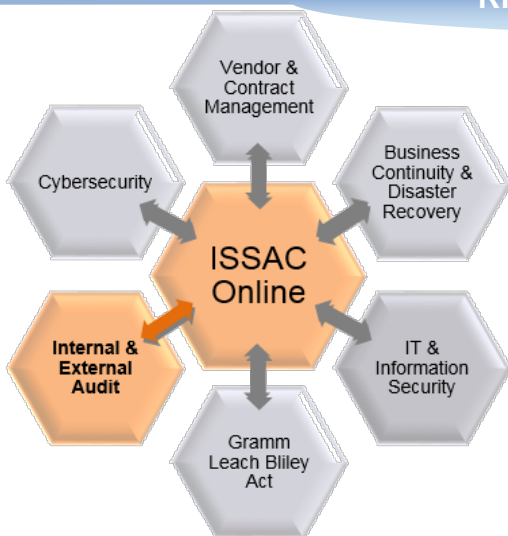 Vendor &
Contract
Management
Cybersecurity
Business
Continuity &
Disaster
Recovery
ISSAC
Online
Internal &
External
Audit
IT &
Information
Security
Gramm
Leach Bliley
Act